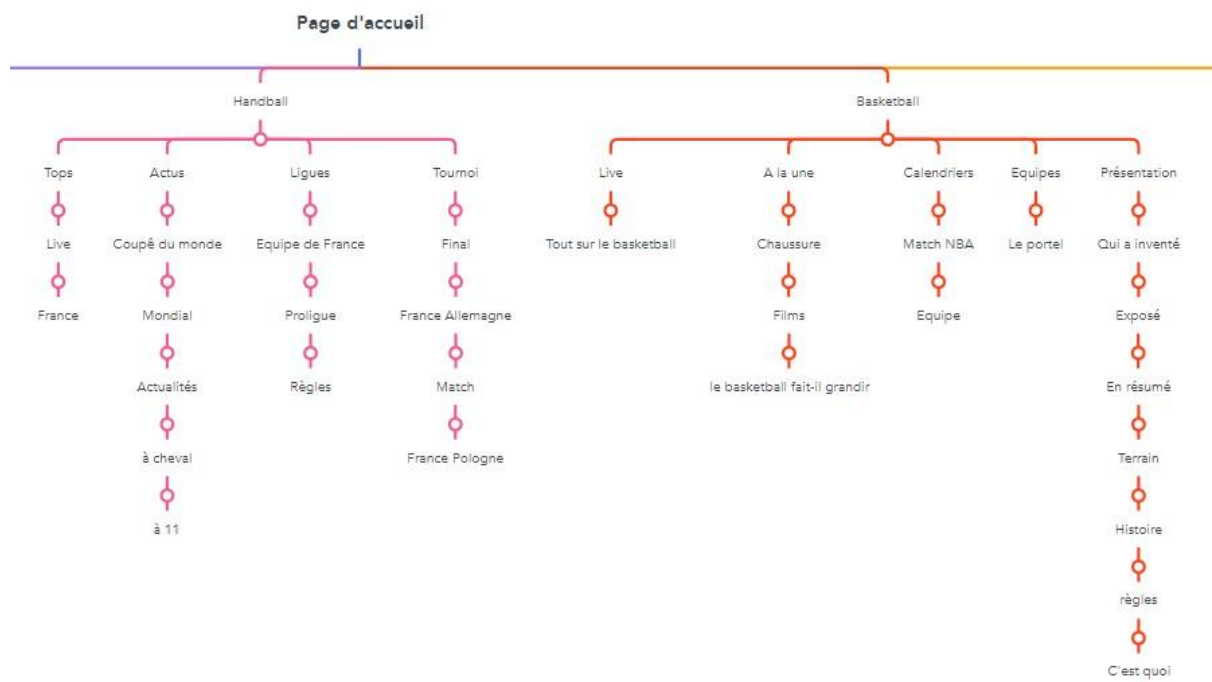 Page d'accueil
Handball
Basketball
Tops
Actus
Ligues
Tournoi
Live
A la une
Calendriers
Equipes
Présentation
Live
Coupê du monde
Equipe de France
Final
Tout sur le basketball
Chaussure
Match NBA
Le portel
Qui a inventé
France
Mondial
Proligue
France Allemagne
Films
Equipe
Exposé
Actualités
Règles
Match
le basketball fait-il grandir
En résumé
à cheval
France Pologne
Terrain
à 11
Histoire
règles
C'est quoi